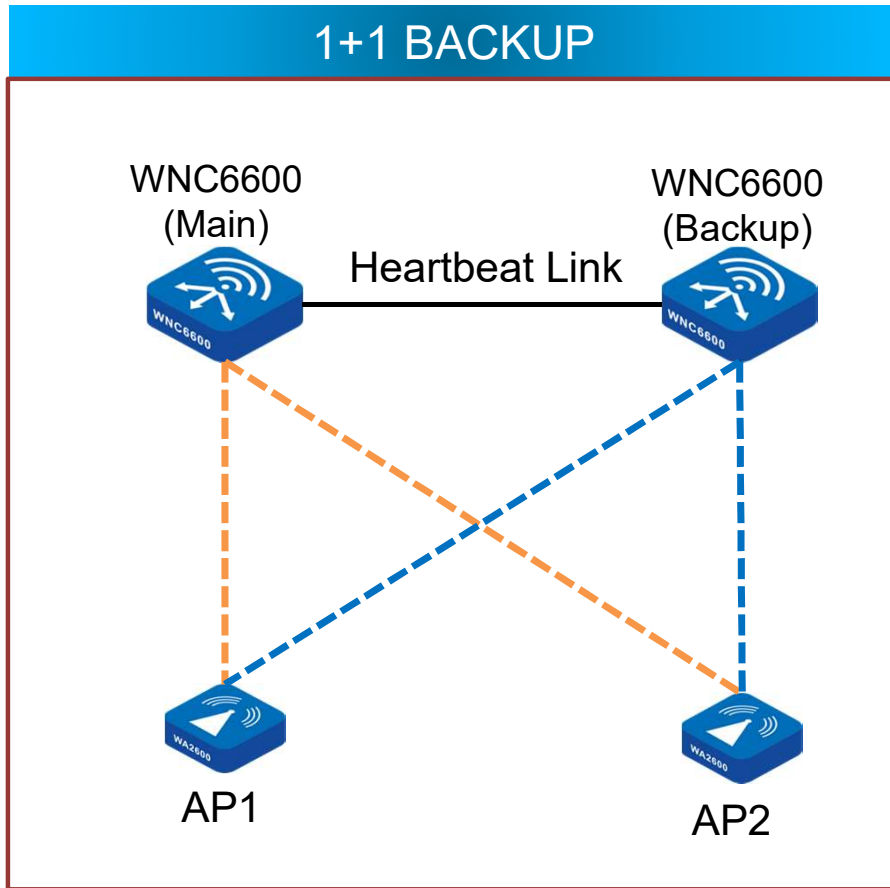 1+1 BACKUP
WNC6600
(Main)
WNC6600
(Backup)
Heartbeat Link
WNC6600
WNC6600
WA2600
WA2600
AP1
AP2